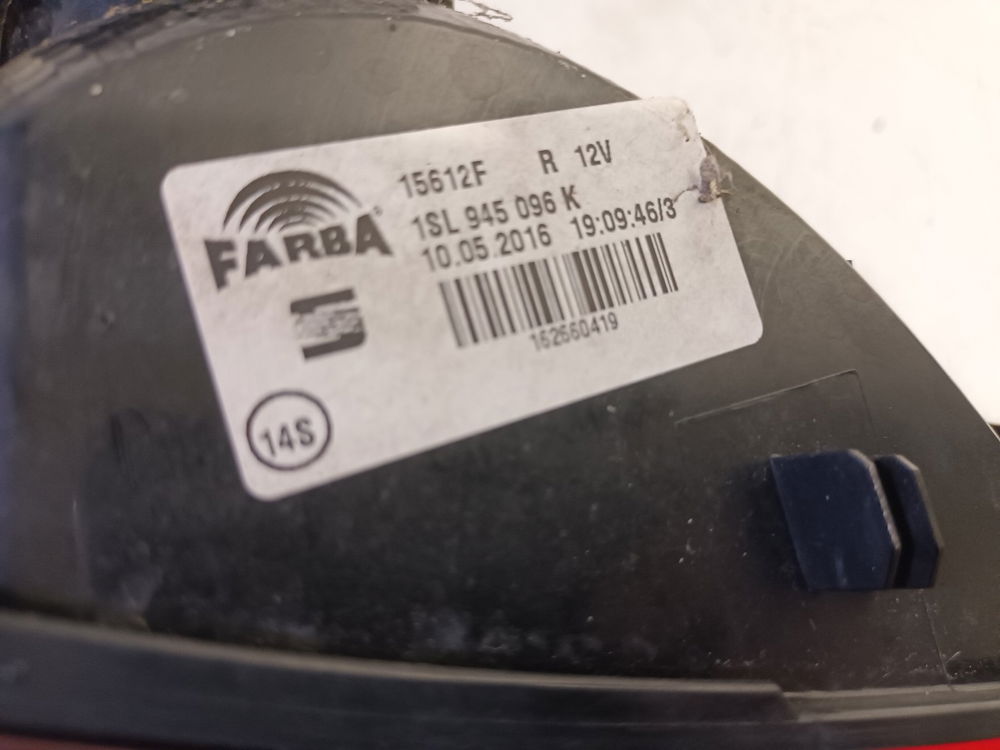 FARBA®
15612F R 12V
1SL 945 096 K
10.05.2016 19:09:46/3
162660419
14S